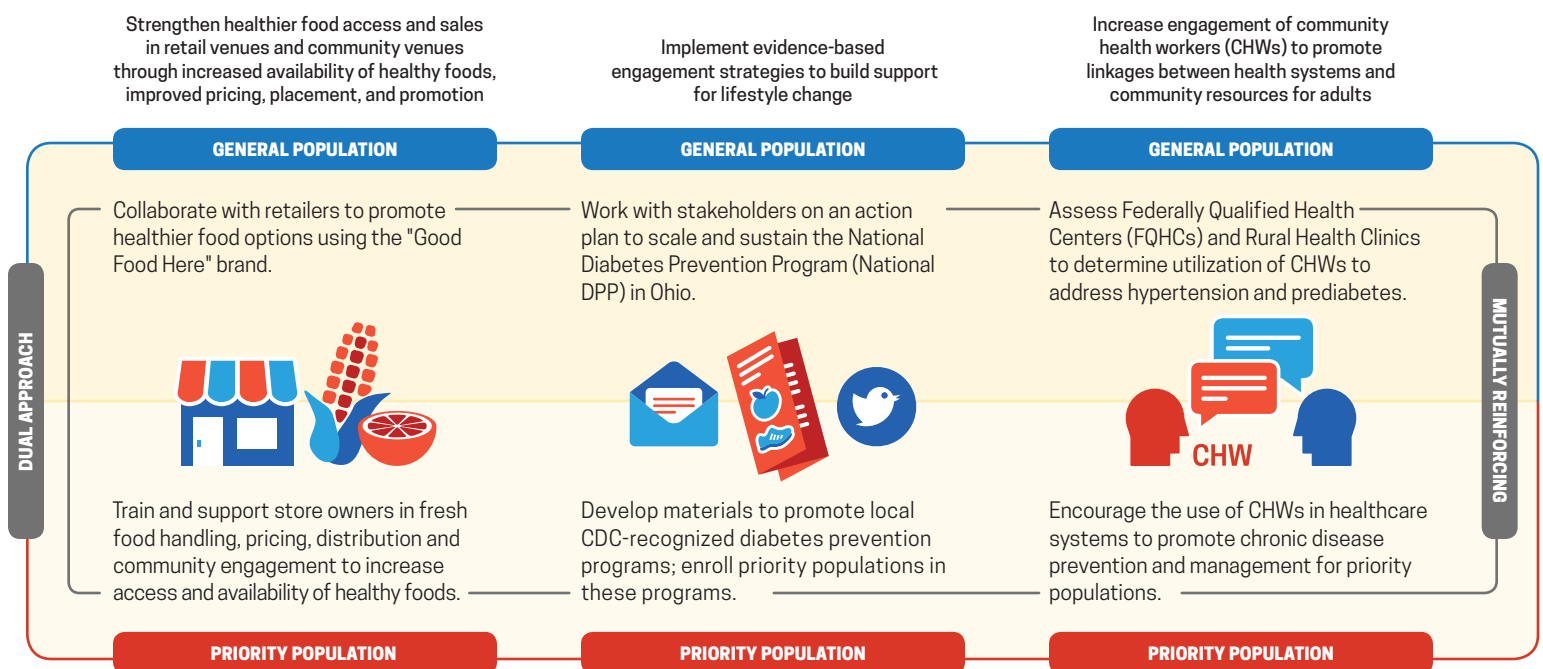 Strengthen healthier food access and sales
in retail venues and community venues
through increased availability of healthy foods,
improved pricing, placement, and promotion
Implement evidence-based
engagement strategies to build support
for lifestyle change
Increase engagement of community
health workers (CHWs) to promote
linkages between health systems and
community resources for adults
GENERAL POPULATION
GENERAL POPULATION
GENERAL POPULATION
DUAL APPROACH
Collaborate with retailers to promote
healthier food options using the "Good
Food Here" brand.
Work with stakeholders on an action
plan to scale and sustain the National
Diabetes Prevention Program (National
DPP) in Ohio.
Assess Federally Qualified Health
Centers (FQHCs) and Rural Health Clinics
to determine utilization of CHWs to
address hypertension and prediabetes.
MUTUALLY REINFORCING
CHW
Train and support store owners in fresh
food handling, pricing, distribution and
community engagement to increase
access and availability of healthy foods.
Develop materials to promote local
CDC-recognized diabetes prevention
programs; enroll priority populations in
these programs.
Encourage the use of CHWs in healthcare
systems to promote chronic disease
prevention and management for priority
populations.
PRIORITY POPULATION
PRIORITY POPULATION
PRIORITY POPULATION